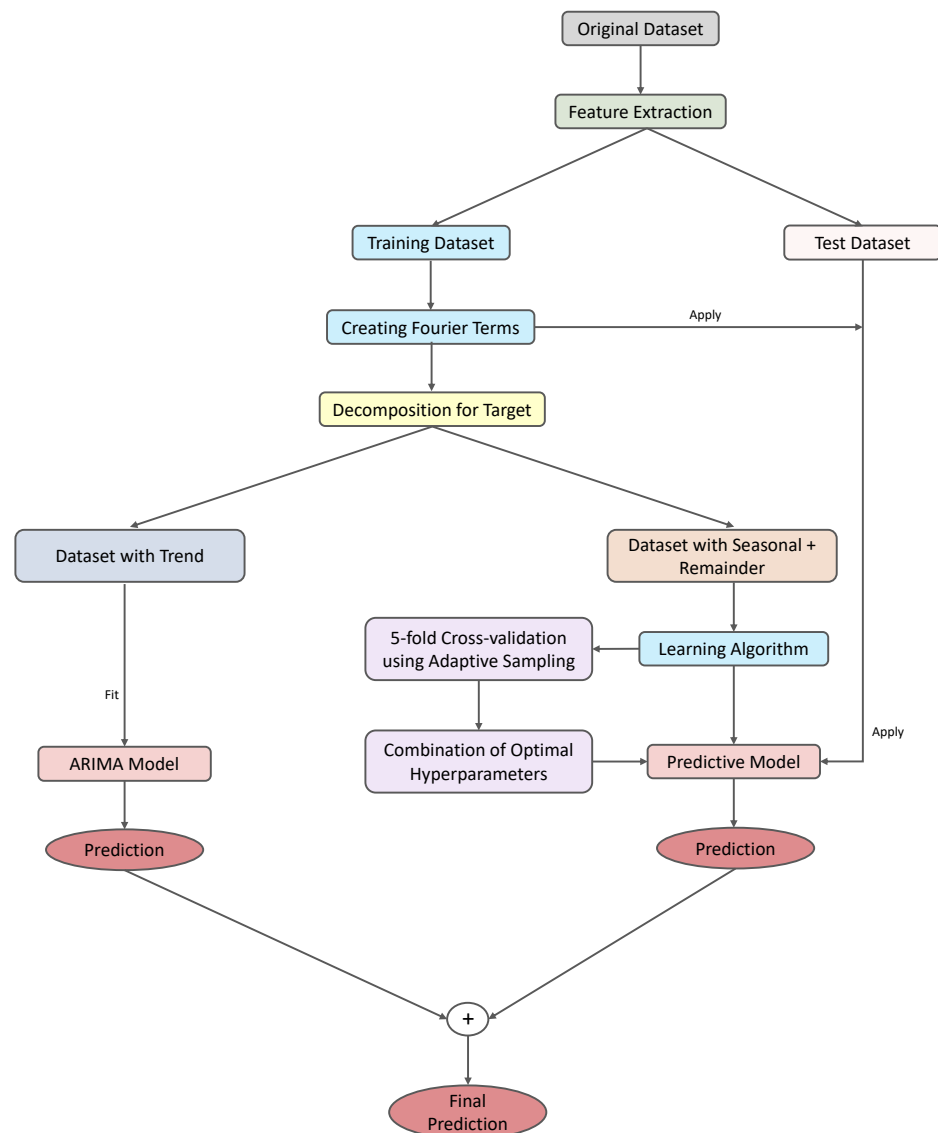 Original Dataset
Feature Extraction
Training Dataset
Test Dataset
Creating Fourier Terms
Apply
Decomposition for Target
Dataset with Trend
Dataset with Seasonal +
Remainder
5-fold Cross-validation
using Adaptive Sampling
Learning Algorithm
Fit
Apply
ARIMA Model
Combination of Optimal
Hyperparameters
Predictive Model
Prediction
Prediction
+
Final
Prediction